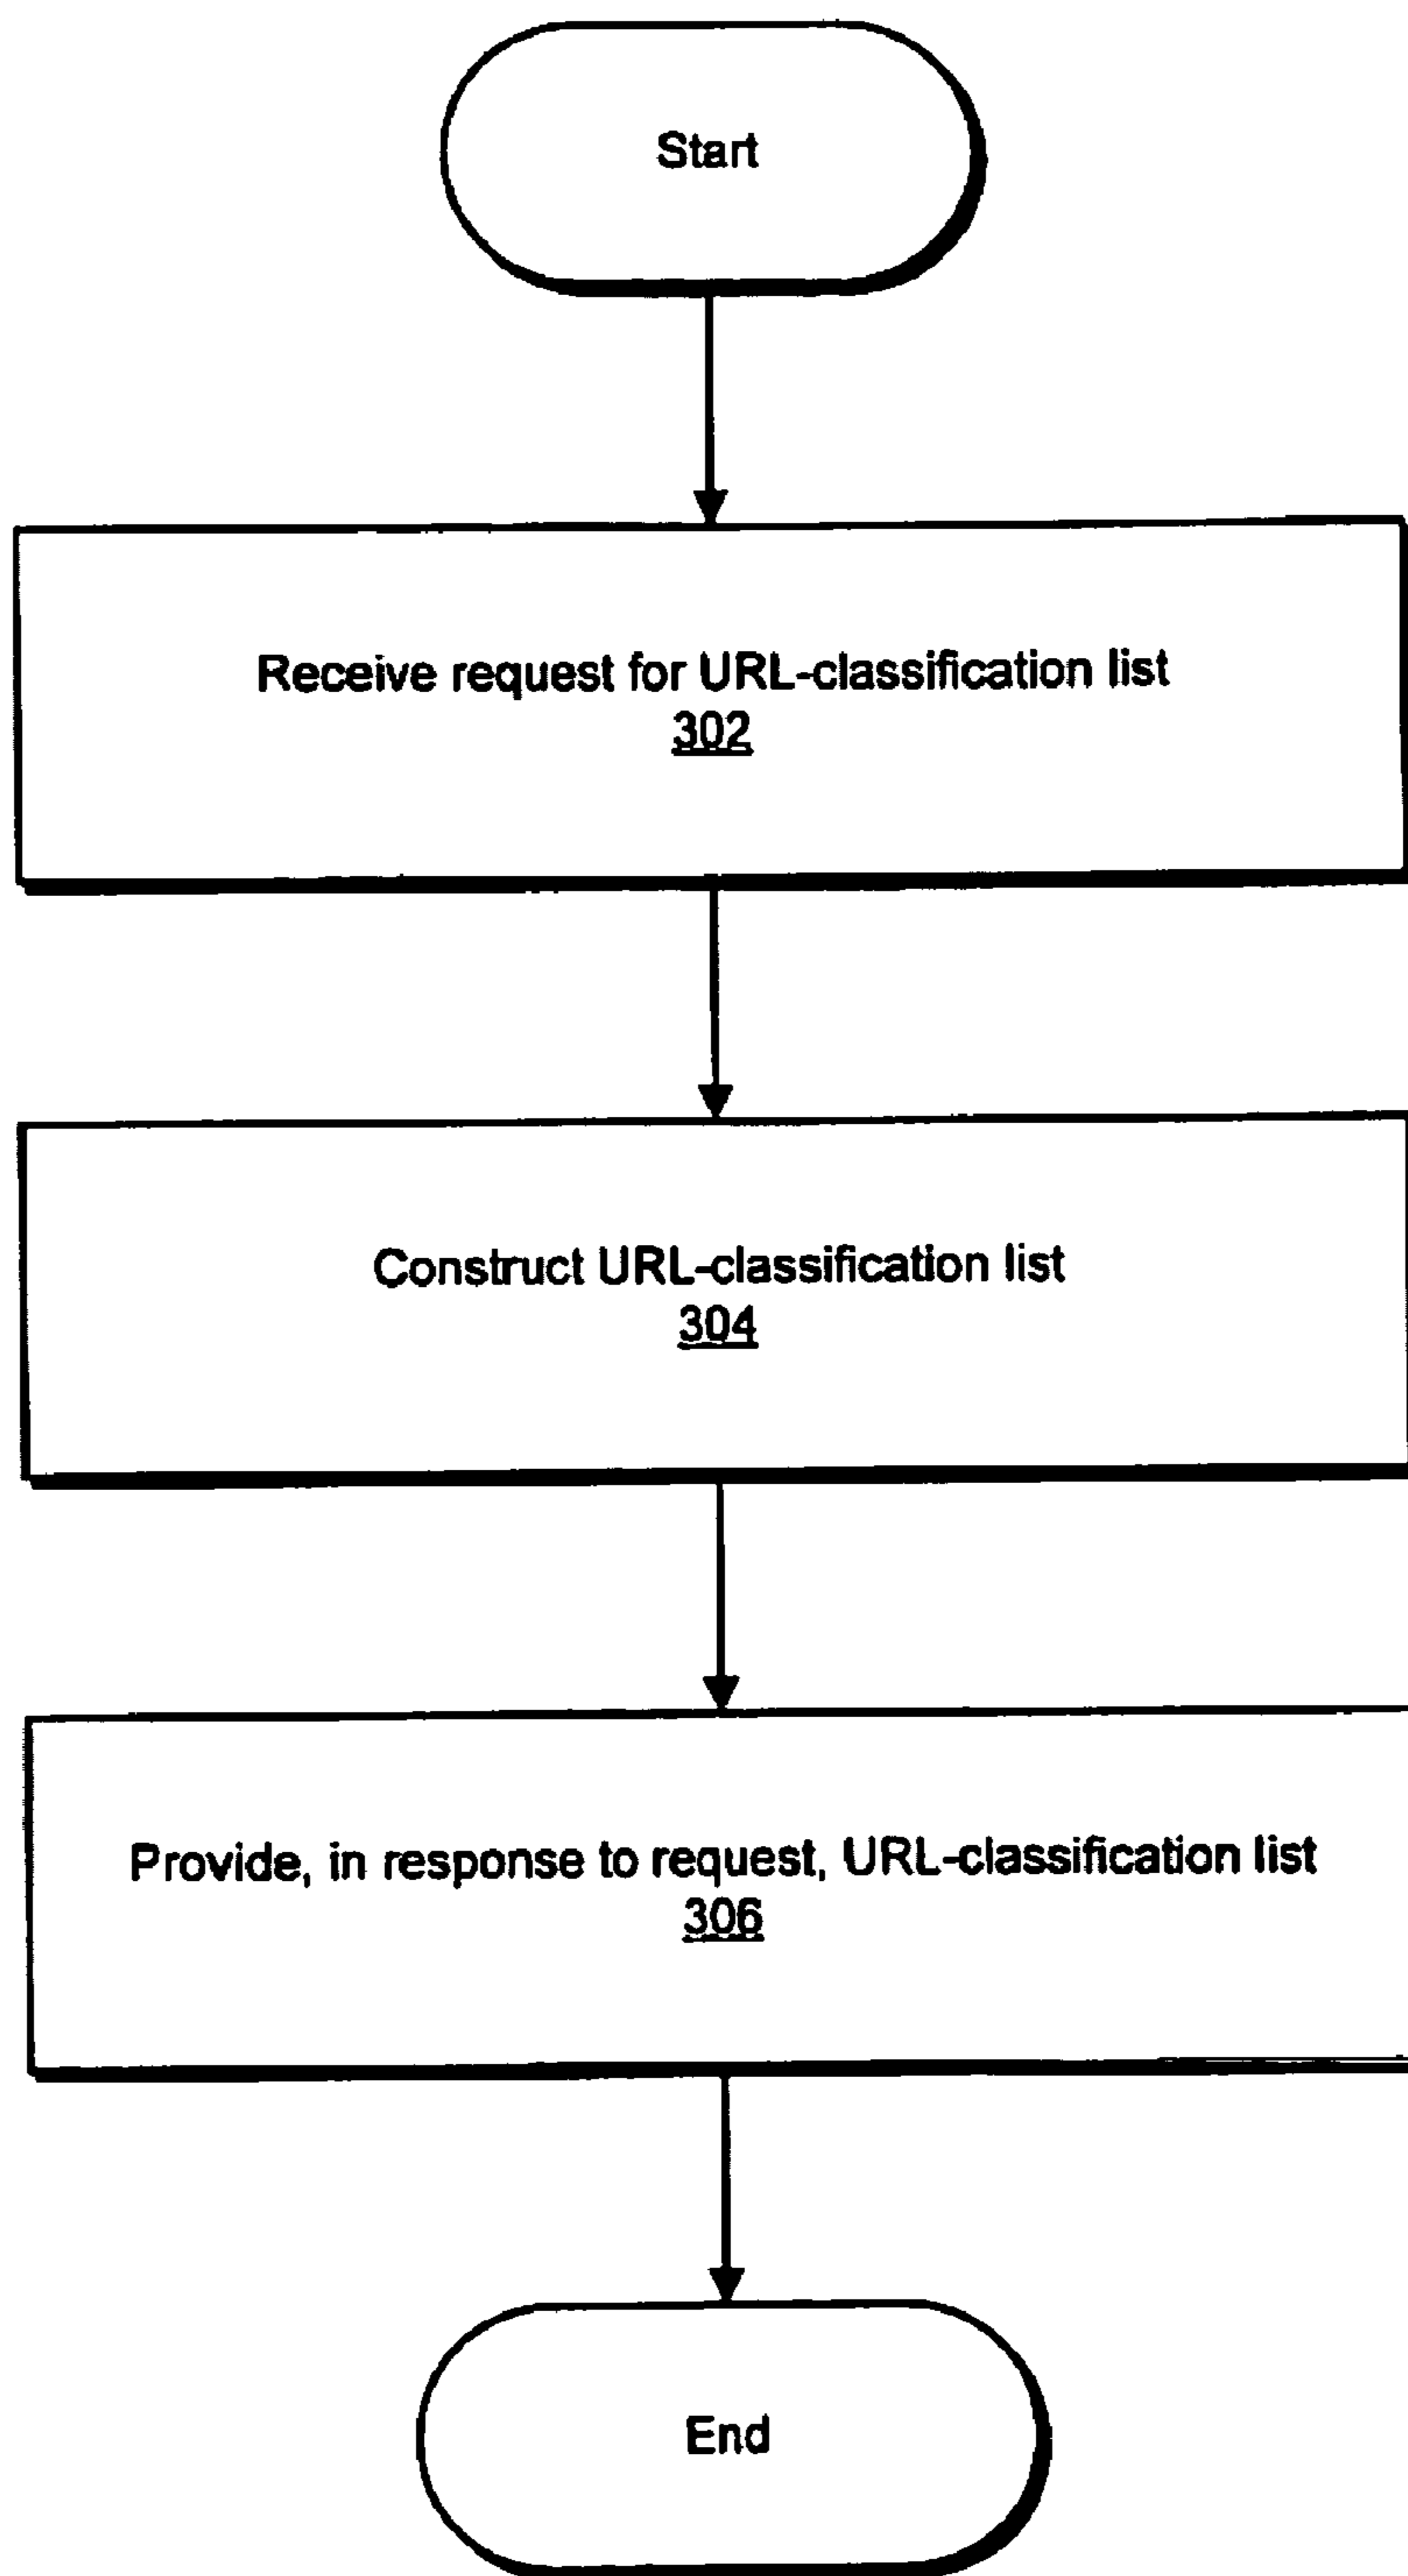 Start
Receive request for URL-classification list
302
Construct URL-classification list
304
Provide, in response to request, URL-classification list
306
End